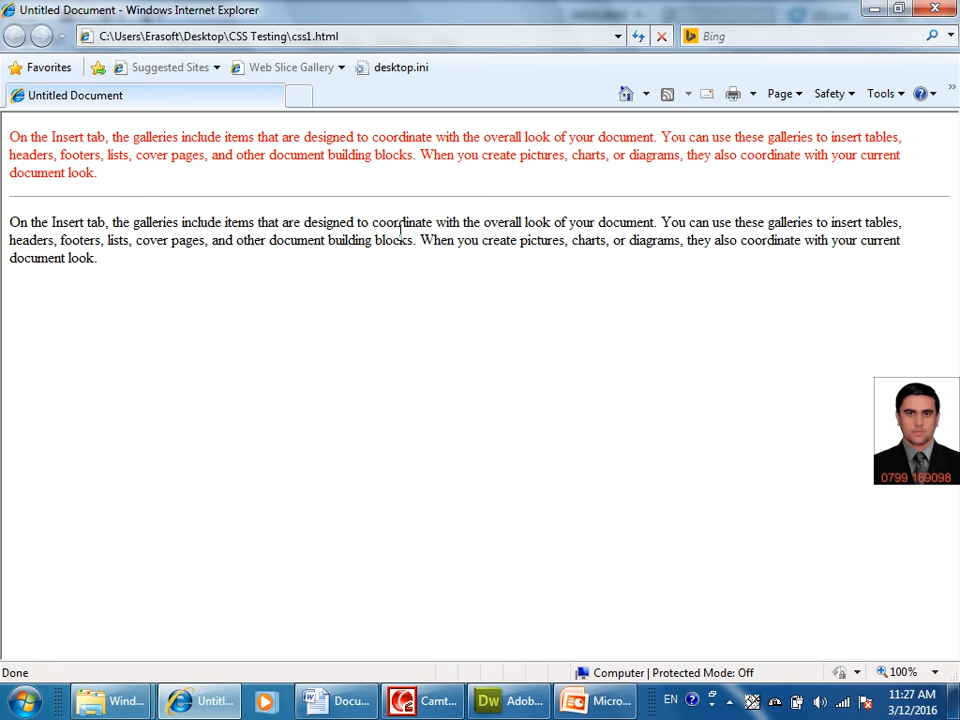 Untitled Document - Windows Internet Explorer
C:\Users\Erasoft\Desktop\CSS Testing\css1.html
Bing
Favorites
Suggested Sites
Web Slice Gallery
desktop.ini
Untitled Document
Page
Safety
Tools
»
On the Insert tab, the galleries include items that are designed to coordinate with the overall look of your document. You can use these galleries to insert tables,
headers, footers, lists, cover pages, and other document building blocks. When you create pictures, charts, or diagrams, they also coordinate with your current
document look.
On the Insert tab, the galleries include items that are designed to coordinate with the overall look of your document. You can use these galleries to insert tables,
headers, footers, lists, cover pages, and other document building blocks. When you create pictures, charts, or diagrams, they also coordinate with your current
document look.
0799 189098
Done
Computer | Protected Mode: Off
100%
Wind...
Untitl...
Docu...
Camt...
Dw Adob...
Micro...
EN
11:27 AM
3/12/2016